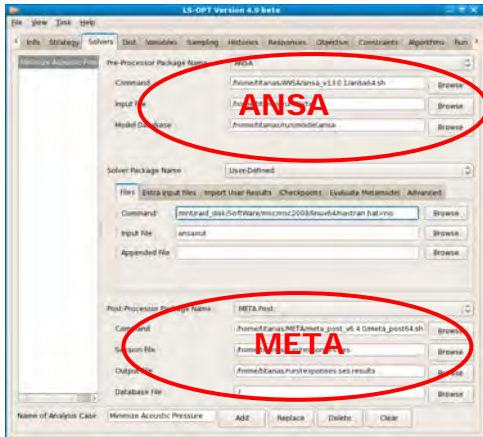 LS-OPT Version 4.0 beta
File View Task Help
Info Strategy Solvers Dist Variables Sampling Histories Responses Objective Constraints Algorithms Run
Minimize Acoustic Pres
Pre-Processor Package Name ANSA
Command /home/titanas/ANSA/ansa_v13.0.1/ansa64.sh Browse
Input File Browse
ANSA
Model Database /home/titanas/run/model.ansa Browse
Solver Package Name User-Defined
Files Extra input files Import User Results Checkpoints Evaluate Metamodel Advanced
Command /mnt/raid_disk/SoftWare/msc/msc2008/linux64/nastran bat=no Browse
Input File ansaout Browse
Appended File Browse
Post-Processor Package Name META Post
Command /home/titanas/META/meta_post_v6.4.0/meta_post64.sh Browse
Session File Browse
META
Output File /home/titanas/run/responses.ses.results Browse
Database File ./ Browse
Name of Analysis Case Minimize Acoustic Pressure Add Replace Delete Clear